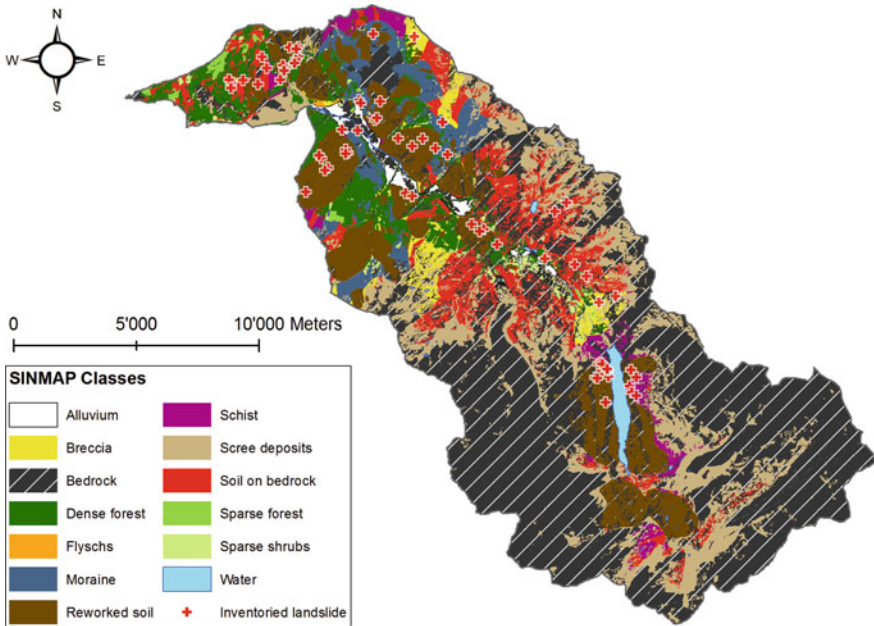 N
W E
S
0 5'000 10'000 Meters
SINMAP Classes
Alluvium Schist
Breccia Scree deposits
Bedrock Soil on bedrock
Dense forest Sparse forest
Flyschs Sparse shrubs
Moraine Water
Reworked soil Inventoried landslide